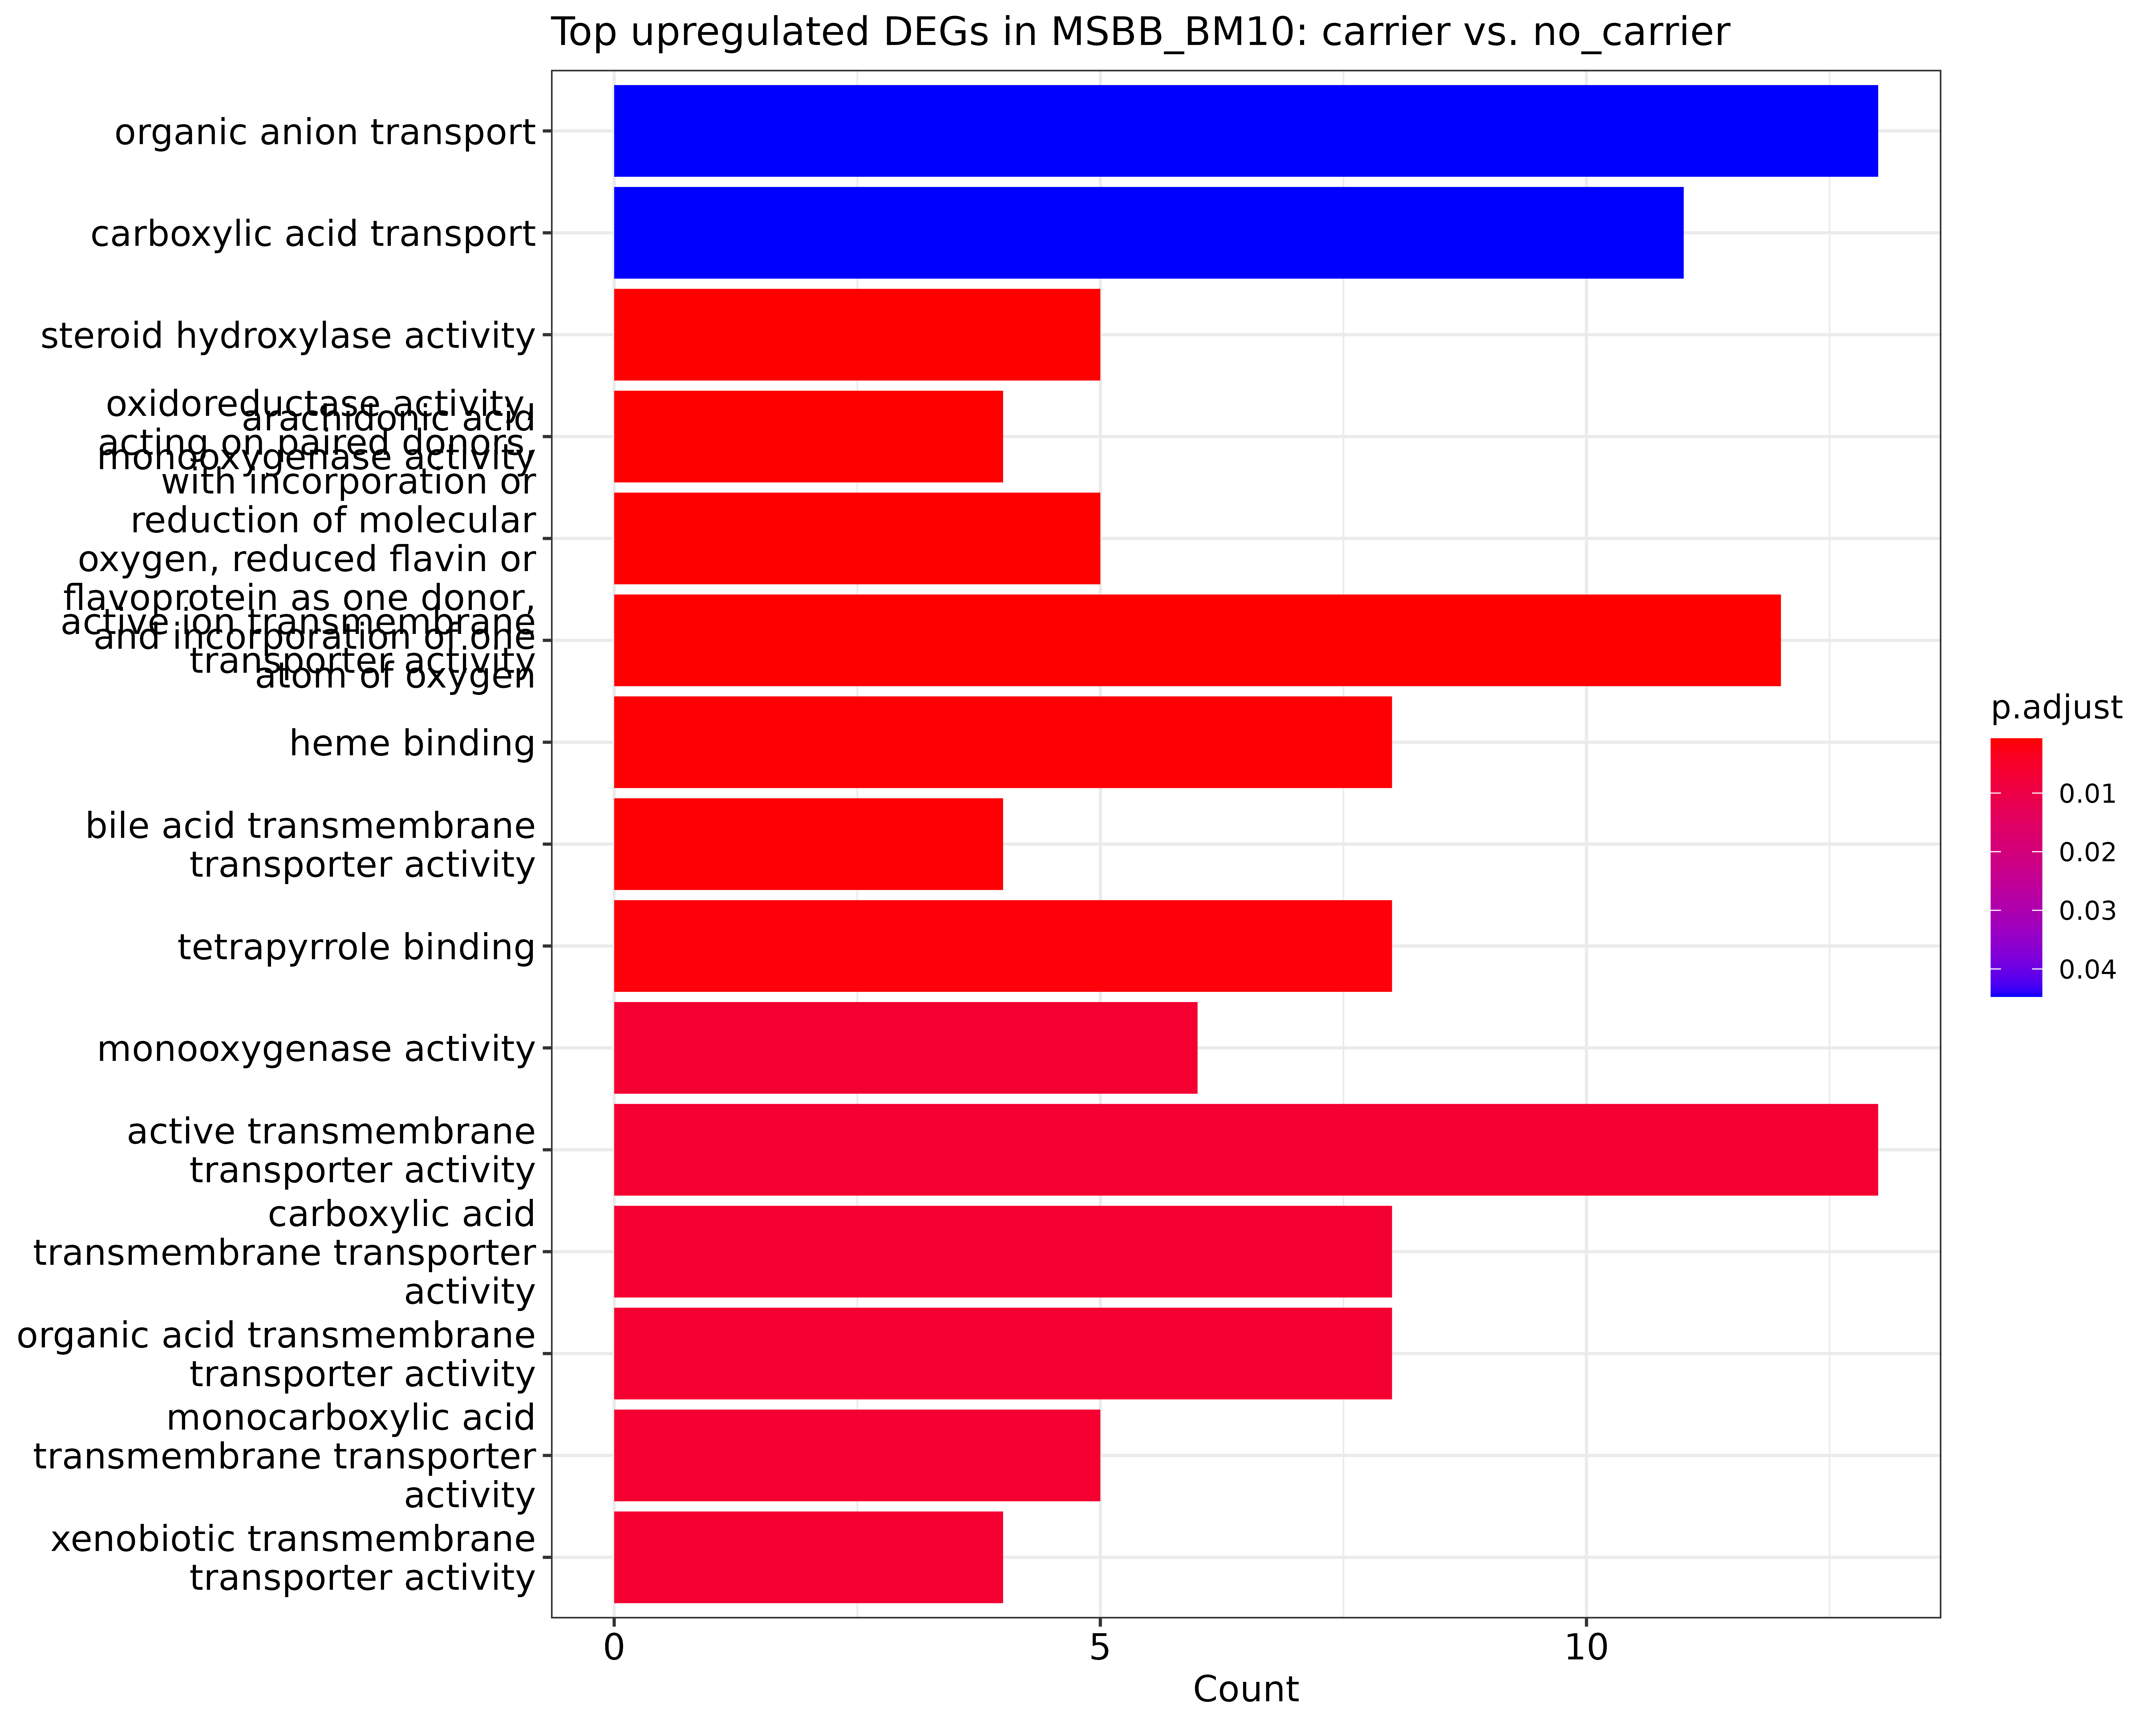 Top upregulated DEGs in MSBB_BM10: carrier vs. no_carrier
organic anion transport
carboxylic acid transport
steroid hydroxylase activity
arachidonic acid
monooxygenase activity
oxidoreductase activity,
acting on paired donors,
with incorporation or
reduction of molecular
oxygen, reduced flavin or
flavoprotein as one donor,
and incorporation of one
atom of oxygen
active ion transmembrane
transporter activity
heme binding
bile acid transmembrane
transporter activity
tetrapyrrole binding
monooxygenase activity
active transmembrane
transporter activity
carboxylic acid
transmembrane transporter
activity
organic acid transmembrane
transporter activity
monocarboxylic acid
transmembrane transporter
activity
xenobiotic transmembrane
transporter activity
0 5 10
Count
p.adjust
0.01
0.02
0.03
0.04